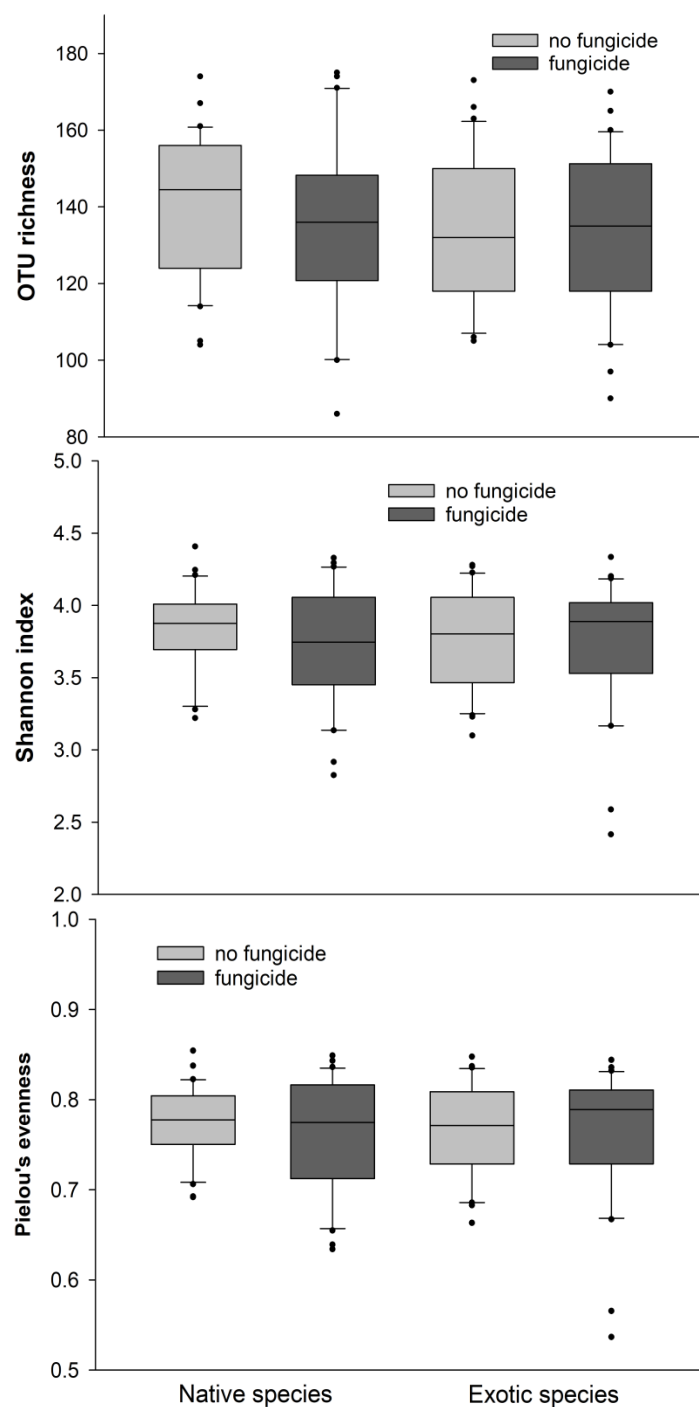 no fungicide
fungicide
180
160
140
120
100
80
OTU richness
no fungicide
fungicide
5.0
4.5
4.0
3.5
3.0
2.5
2.0
Shannon index
no fungicide
fungicide
1.0
0.9
0.8
0.7
0.6
0.5
Pielou's evenness
Native species Exotic species